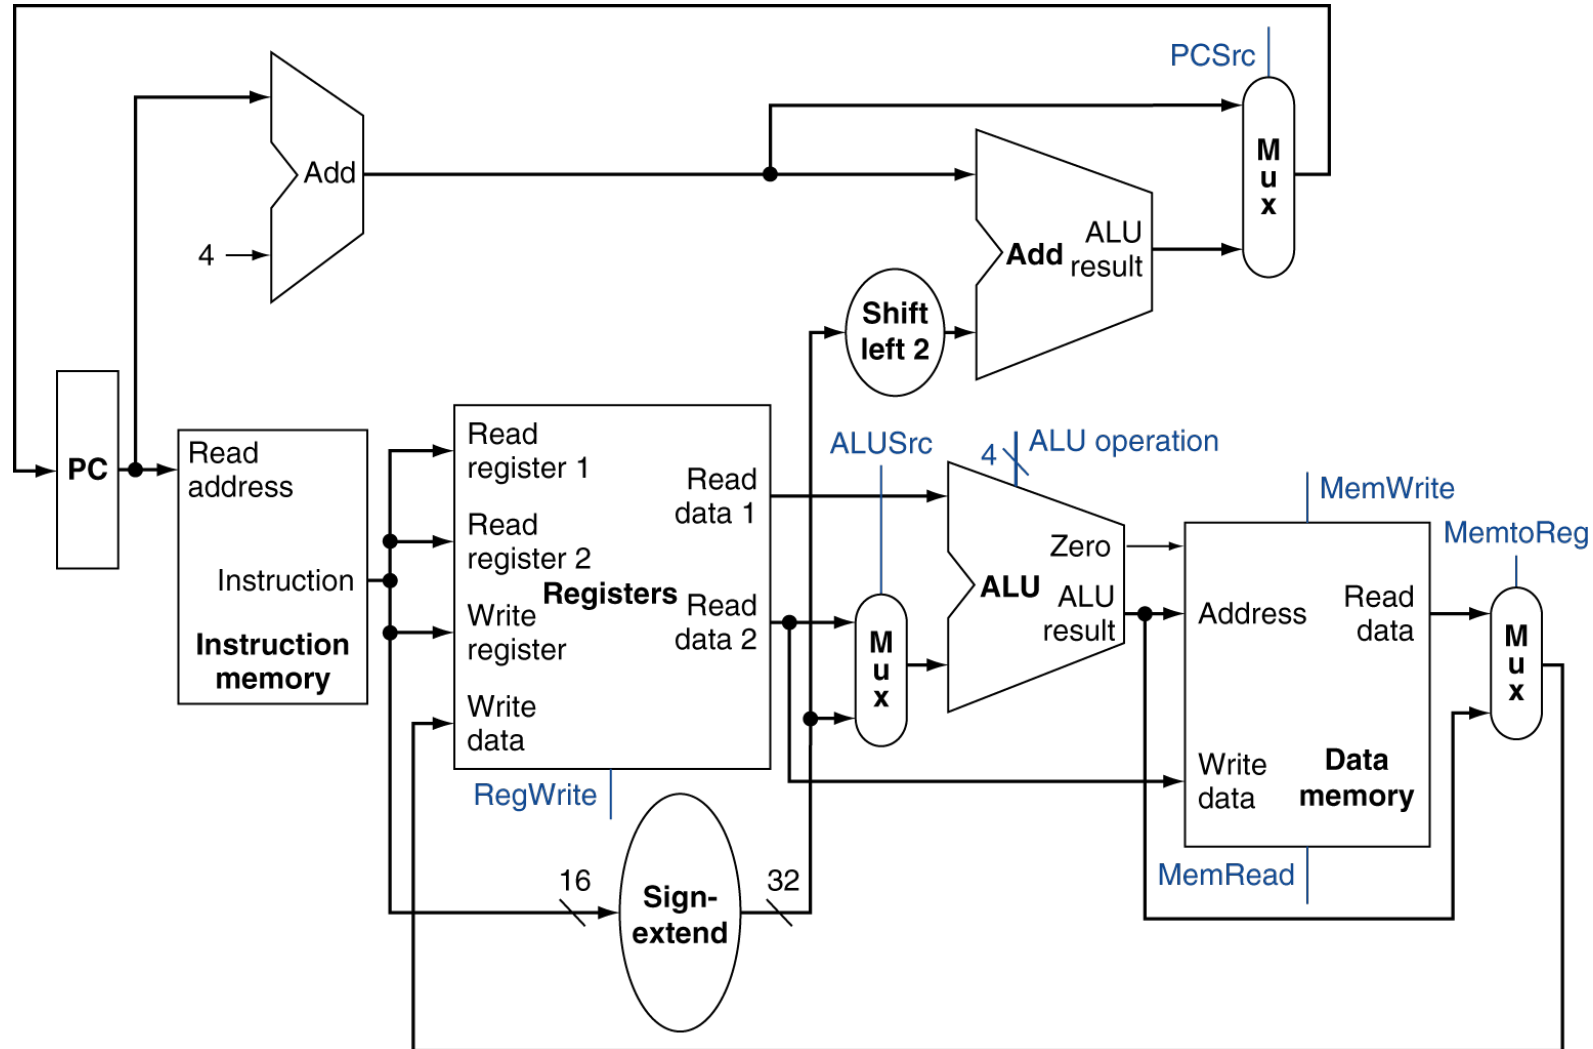 PCSrc
Add
4
M
u
x
Add
ALU
result
Shift
left 2
PC
Read
address
Instruction
Instruction
memory
Read
register 1
Read
register 2
Write
register
Write
data
Registers
Read
data 1
Read
data 2
RegWrite
16
Sign-
extend
32
ALUSrc
M
u
x
4
ALU operation
Zero
ALU
ALU
result
MemWrite
Address
Read
data
Write
data
Data
memory
MemRead
MemtoReg
M
u
x